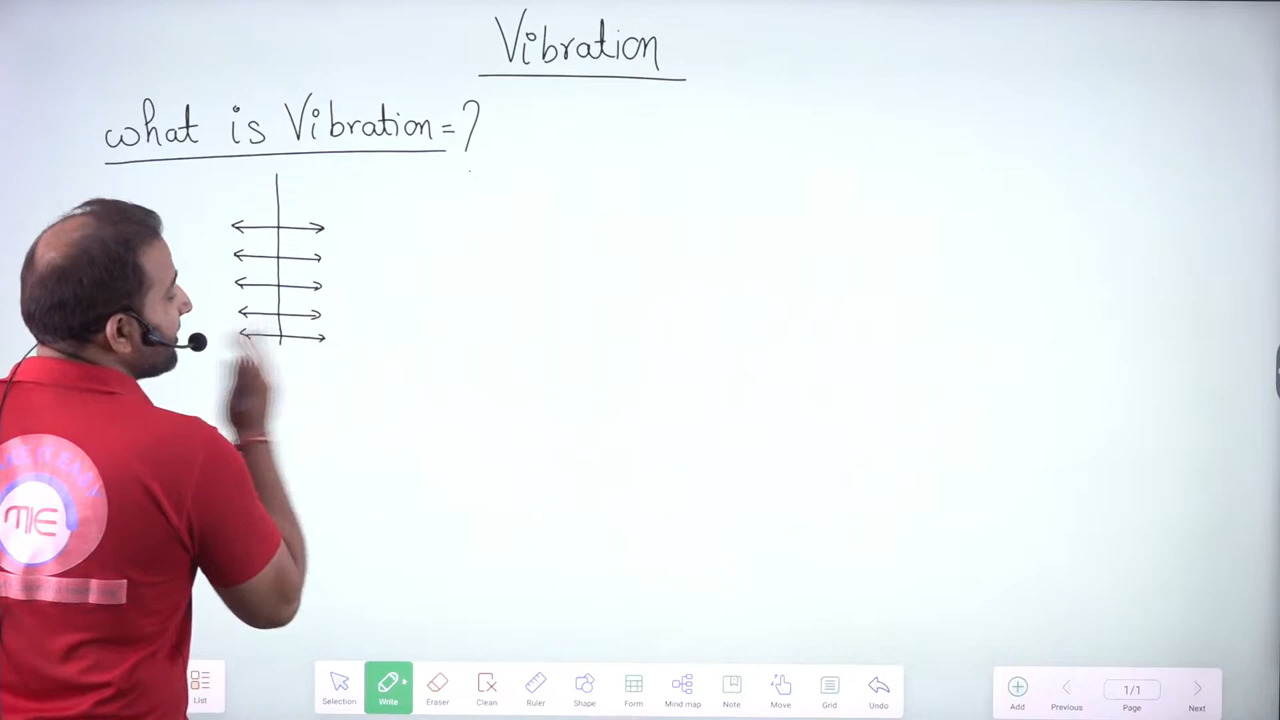 Vibration
what is Vibration=?
MIE
List
Selection
Write
Eraser
Clean
Ruler
Shape
Form
Mind map
Note
Move
Grid
Undo
Add
Previous
1/1
Page
Next